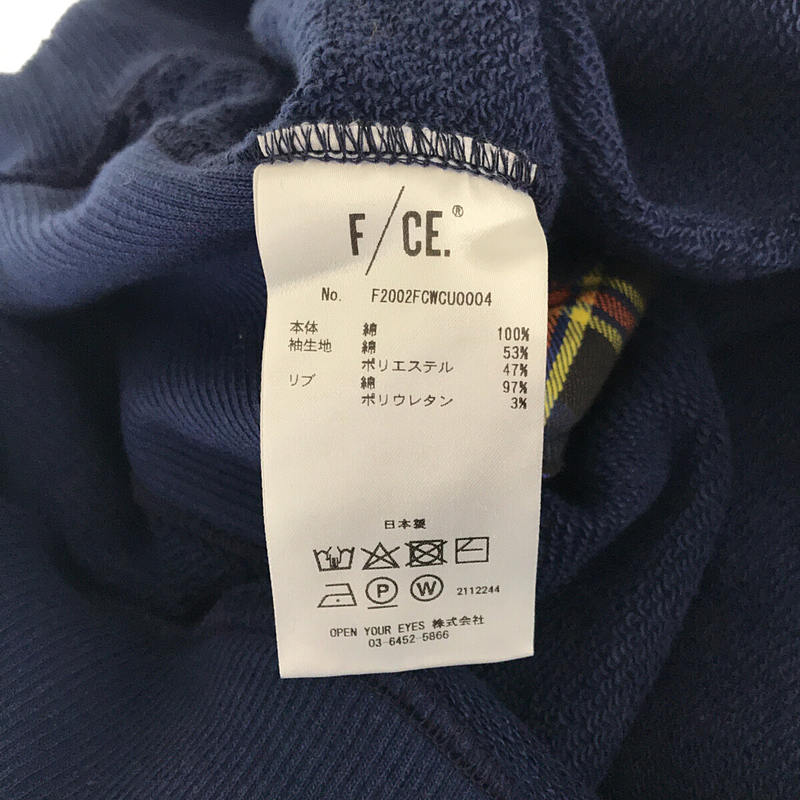 F/CE.®
No. F2002FCWCU0004
本体 綿 100%
袖生地 綿 53%
ポリエステル 47%
リブ 綿 97%
ポリウレタン 3%
日本製
P W 2112244
OPEN YOUR EYES 株式会社
03-6452-5866